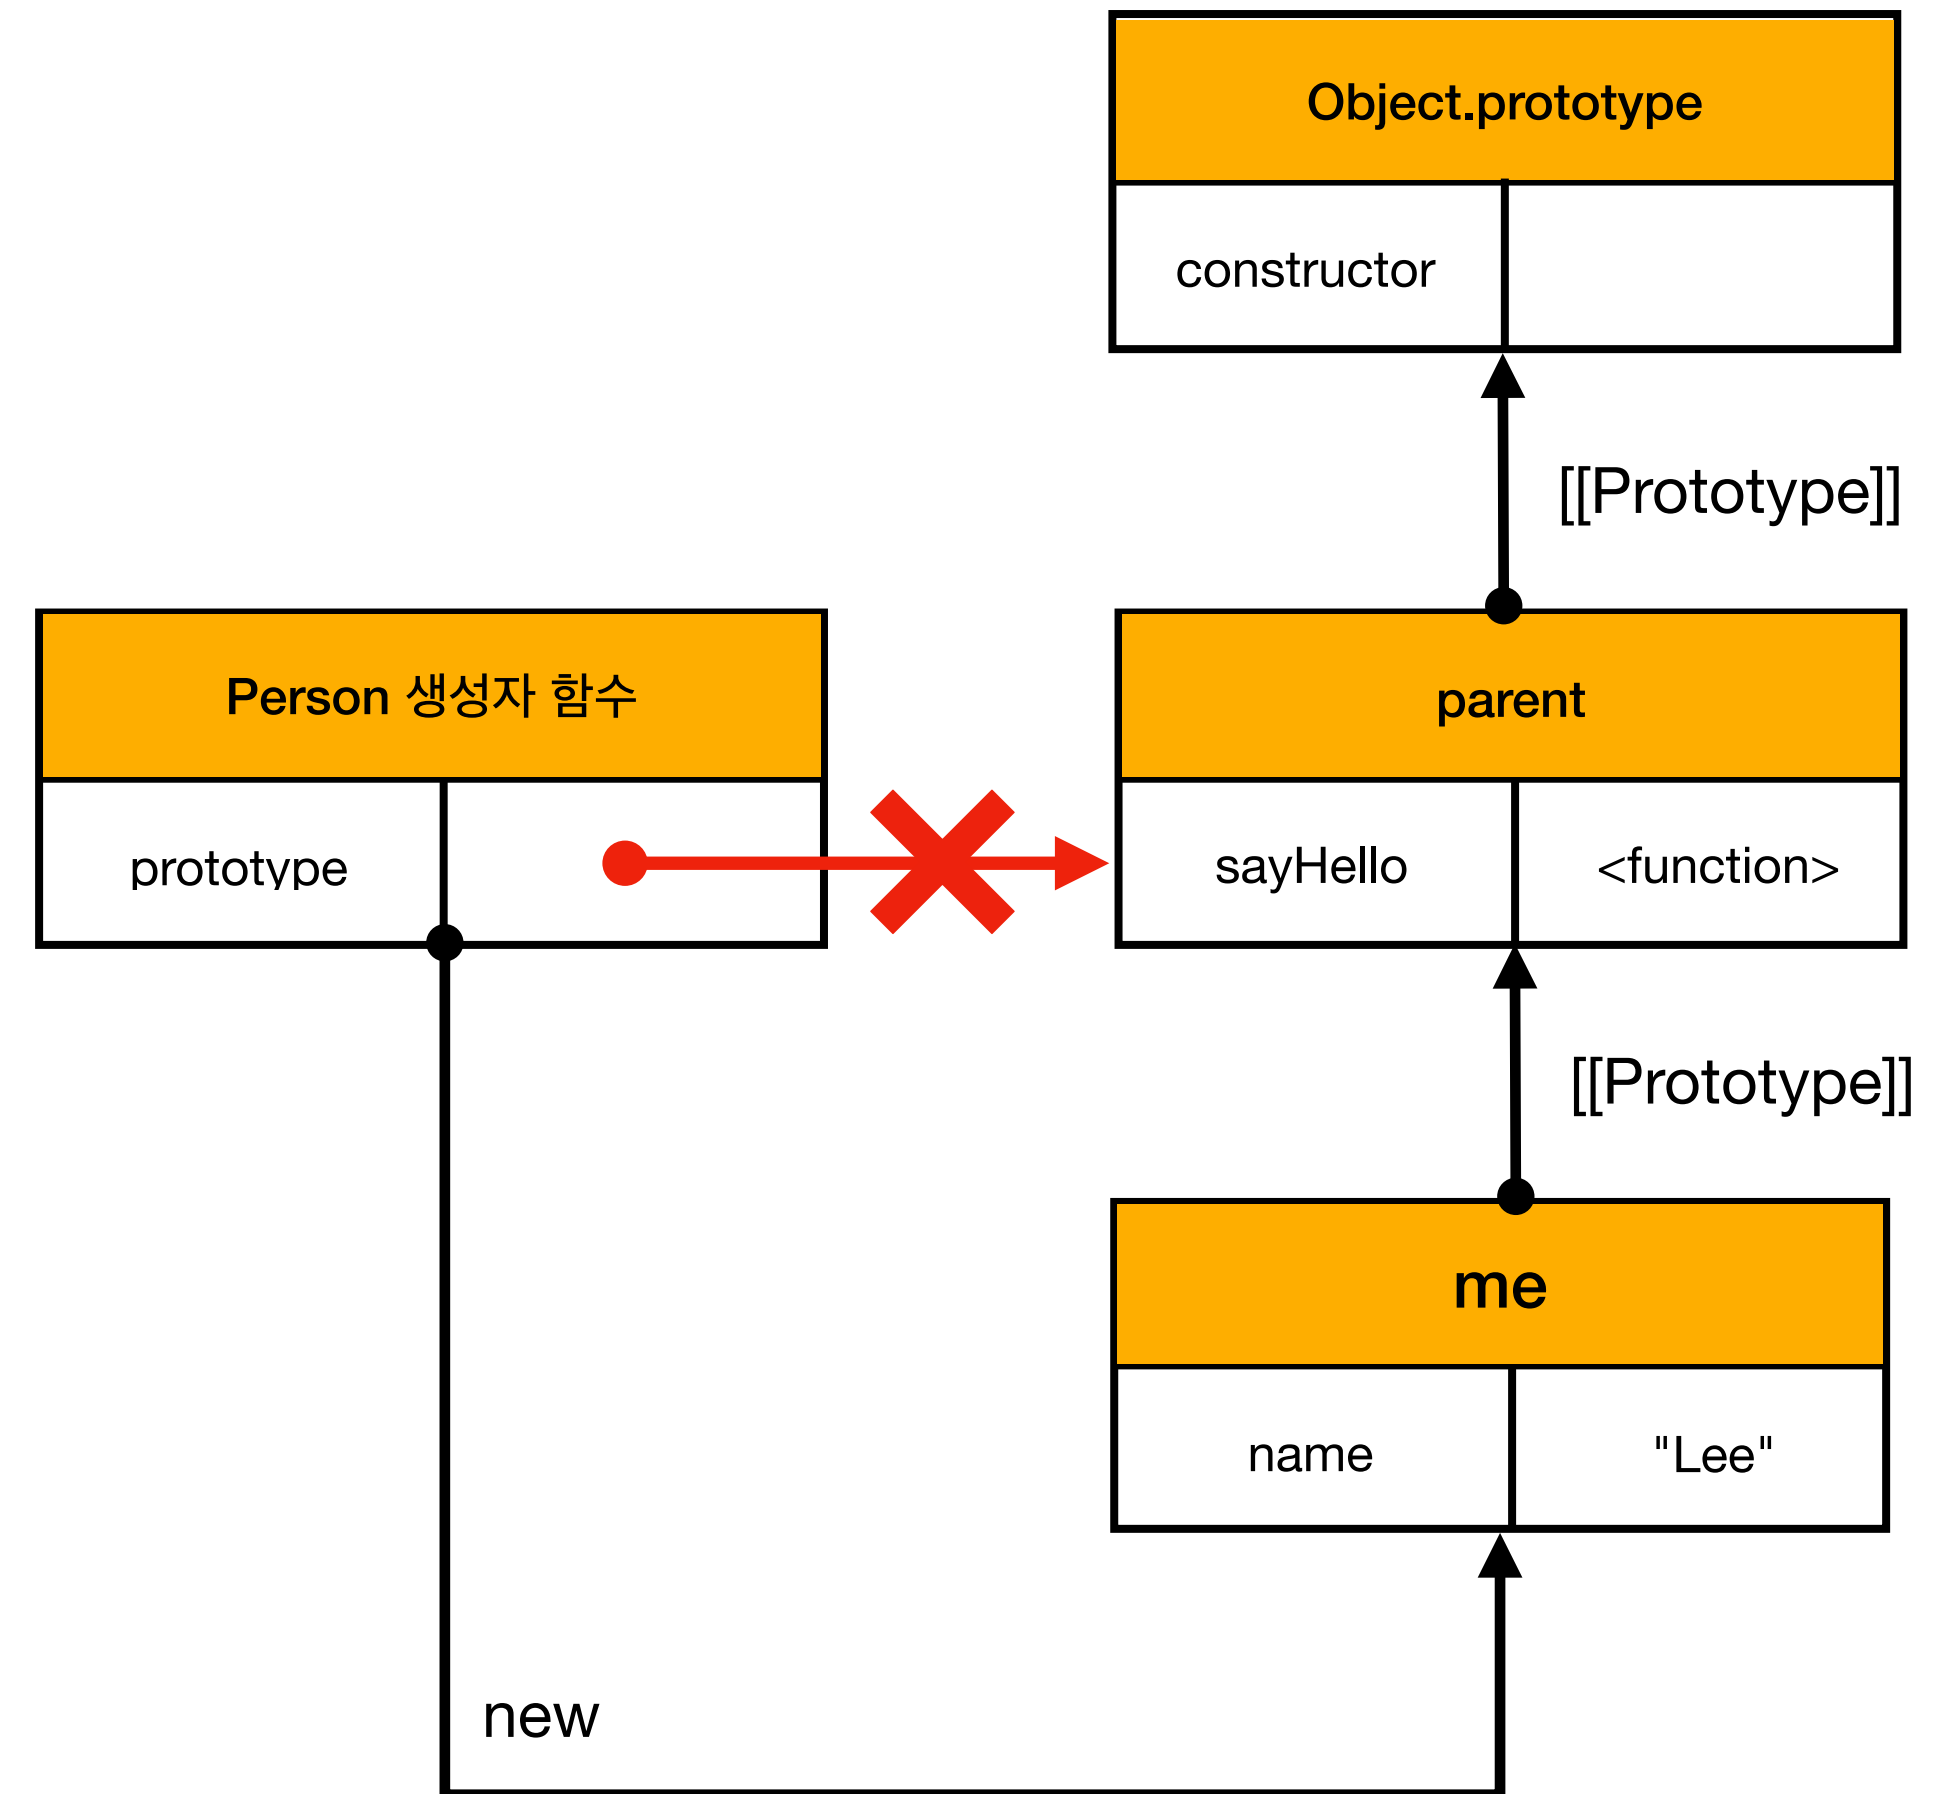 Object.prototype
constructor
[[Prototype]]
Person 생성자 함수
parent
prototype
sayHello
<function>
[[Prototype]]
me
name
"Lee"
new